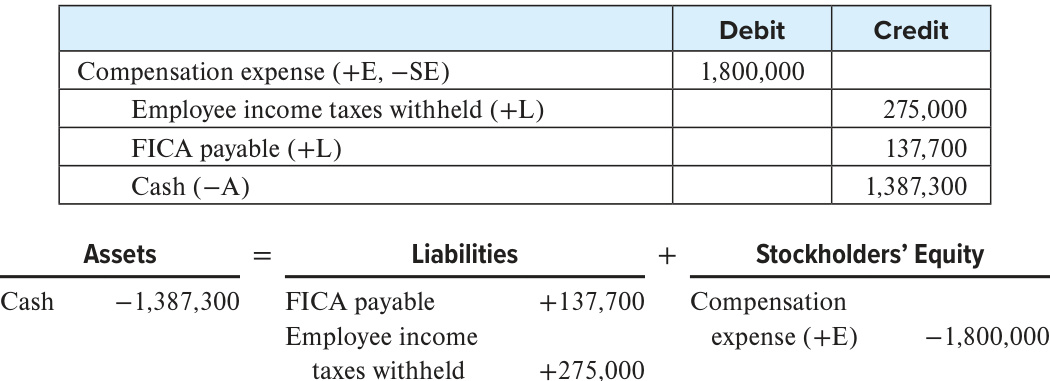 Debit Credit
Compensation expense (+E, −SE) 1,800,000
Employee income taxes withheld (+L) 275,000
FICA payable (+L) 137,700
Cash (−A) 1,387,300
Assets = Liabilities + Stockholders’ Equity
Cash −1,387,300 FICA payable +137,700 Compensation
Employee income expense (+E) −1,800,000
taxes withheld +275,000